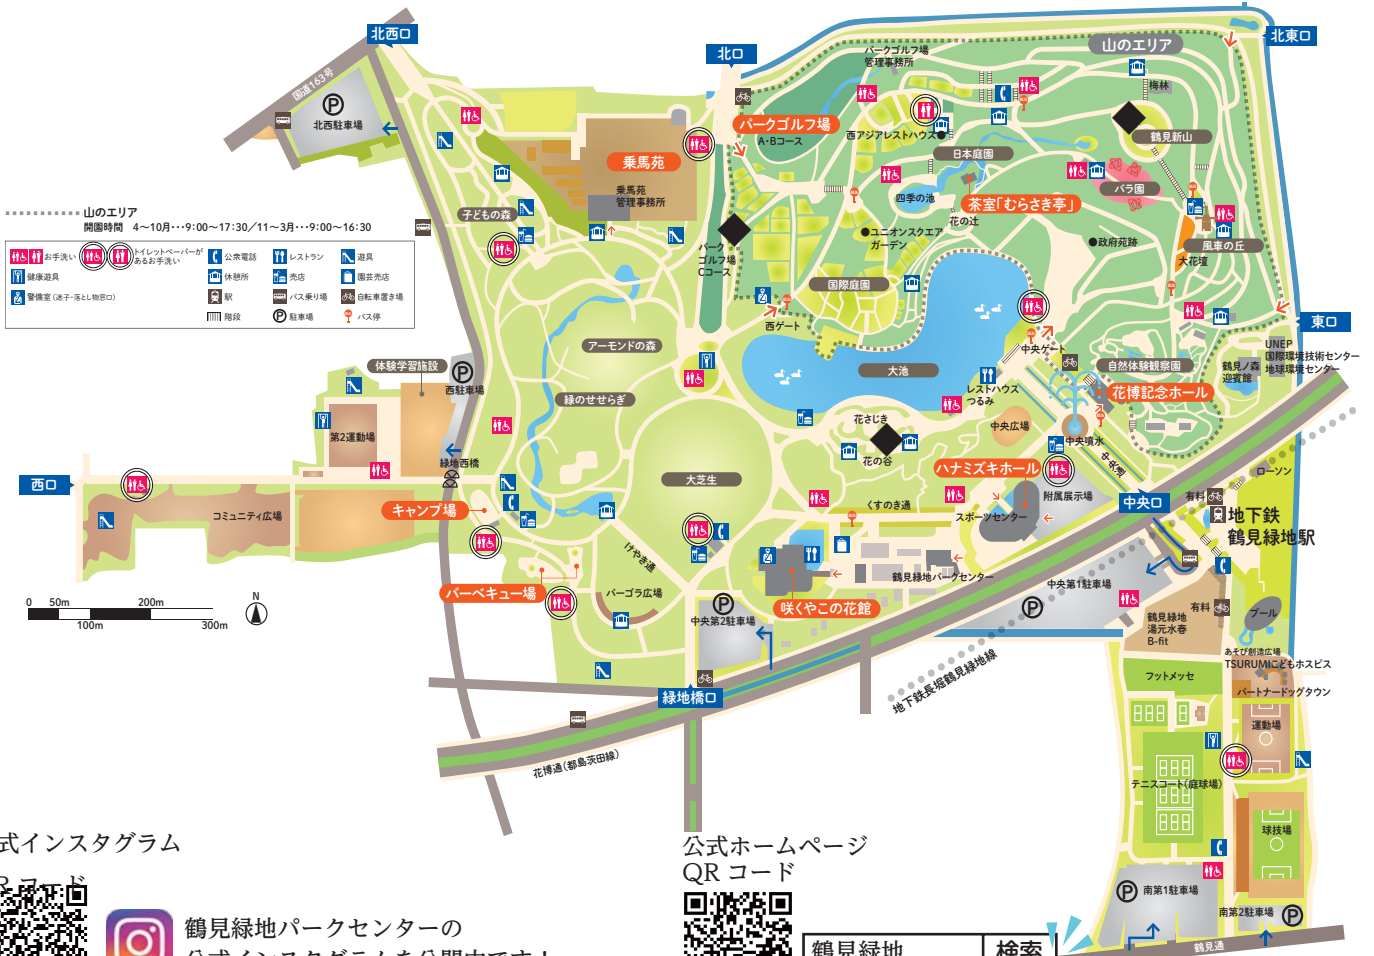 北西口
国道163号
北西駐車場
北口
北東口
山のエリア
パークゴルフ場
管理事務所
梅林
パークゴルフ場
A・Bコース
西アジアレストハウス
鶴見新山
日本庭園
乗馬苑
乗馬苑
管理事務所
バラ園
四季の池
茶室「むらさき亭」
花の辻
子どもの森
ユニオンスクエア
ガーデン
政府苑跡
風車の丘
大花壇
パーク
ゴルフ場
Cコース
国際庭園
西ゲート
東口
山のエリア
開園時間 4〜10月・・・9:00〜17:30/11〜3月・・・9:00〜16:30
お手洗い
トイレットペーパーが
あるお手洗い
公衆電話
レストラン
遊具
健康遊具
休憩所
売店
園芸売店
警備室(迷子・落とし物窓口)
駅
バス乗り場
自転車置き場
階段
駐車場
バス停
アーモンドの森
中央ゲート
UNEP
国際環境技術センター
地球環境センター
体験学習施設
西駐車場
大池
自然体験観察園
鶴見ノ森
迎賓館
レストハウス
つるみ
花博記念ホール
緑のせせらぎ
花さじき
中央広場
中央噴水
第2運動場
緑地西橋
花の谷
ハナミズキホール
中央通
西口
大芝生
ローソン
附属展示場
中央口
有料
地下鉄
鶴見緑地駅
コミュニティ広場
キャンプ場
くすのき通
スポーツセンター
けやき通
鶴見緑地パークセンター
中央第1駐車場
バーベキュー場
パーゴラ広場
咲くやこの花館
中央第2駐車場
有料
鶴見緑地
湯元水春
B-fit
プール
0 50m 200m
100m 300m
N
あそび創造広場
TSURUMIこどもホスピス
フットメッセ
パートナードッグタウン
緑地橋口
地下鉄長堀鶴見緑地線
運動場
花博通(都島茨田線)
テニスコート(庭球場)
球技場
南第1駐車場
南第2駐車場
鶴見通
式インスタグラム
R コード
鶴見緑地パークセンターの
公式インスタグラムを公開中です!
公式ホームページ
QR コード
鶴見緑地 検索